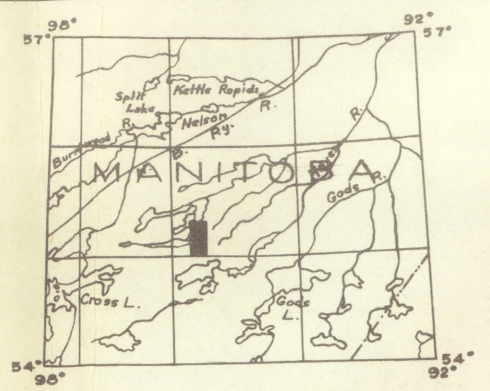 98° 92°
57° 57°
Kettle Rapids
Split
Lake
R.
R.
Nelson
Ry.
R.
Burntwood
B.
MANITOBA
Hayes
Gods R.
Cross L.
Gods
L.
54° 54°
98° 92°